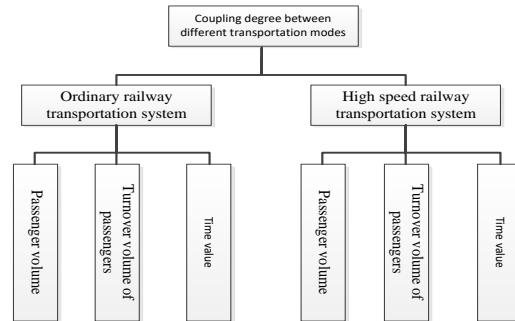 Coupling degree between
different transportation modes
Ordinary railway
transportation system
High speed railway
transportation system
Passenger volume
Turnover volume of
passengers
Time value
Passenger volume
Turnover volume of
passengers
Time value